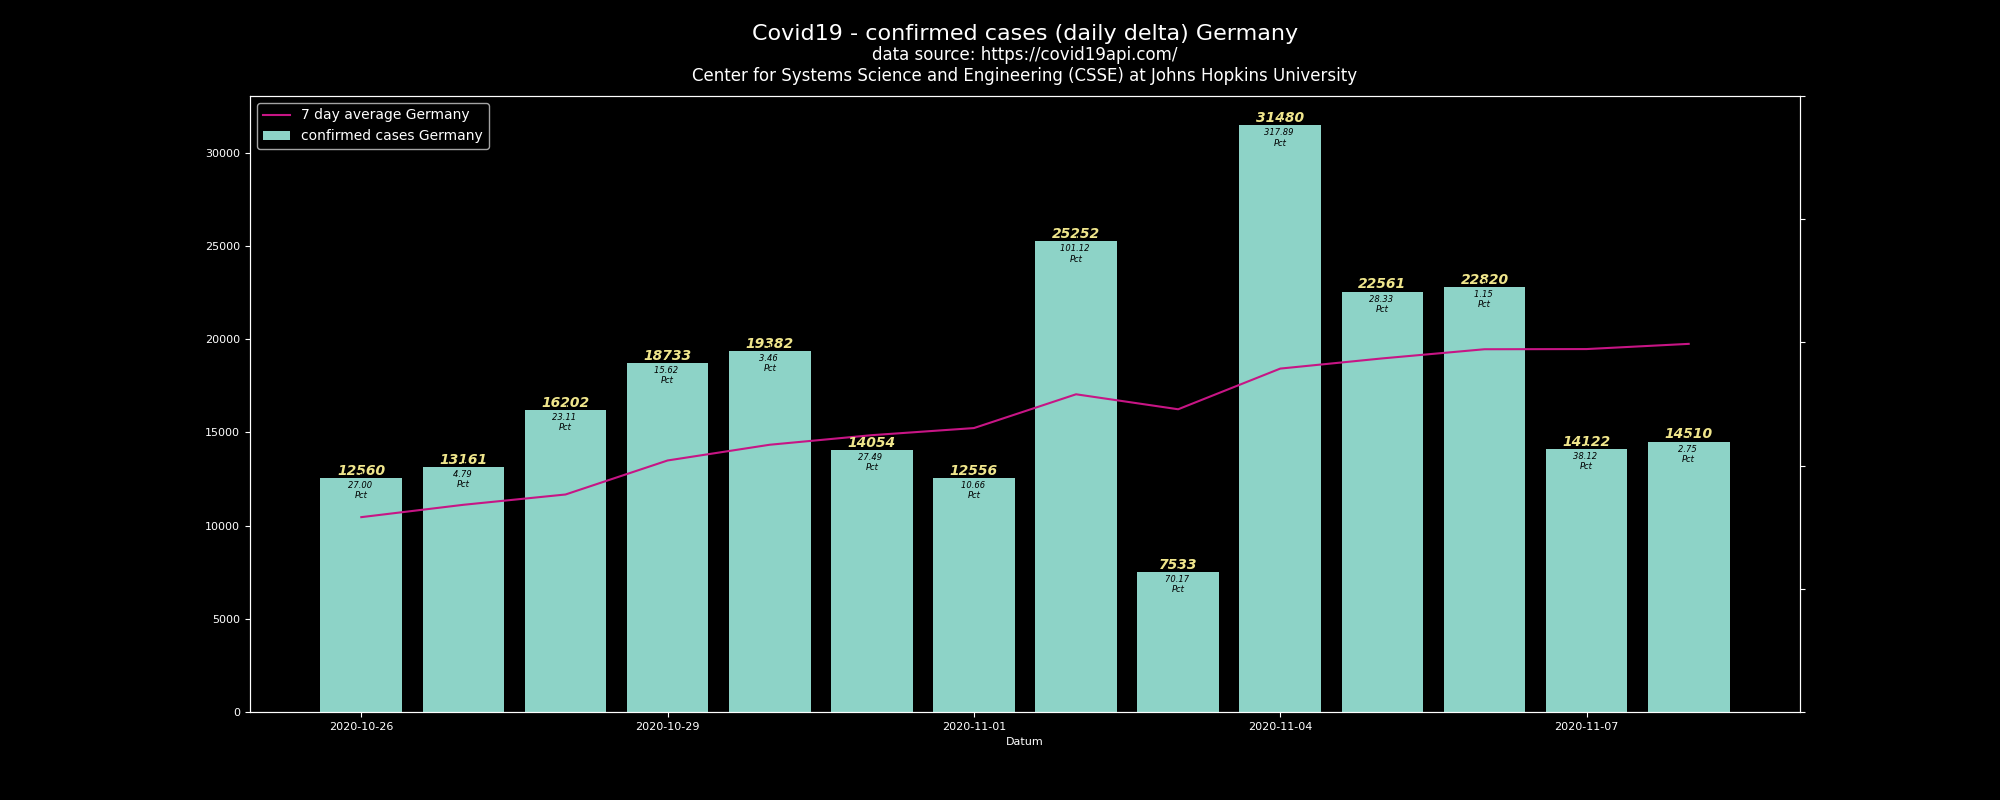 Covid19 - confirmed cases (daily delta) Germany
data source: https://covid19api.com/
Center for Systems Science and Engineering (CSSE) at Johns Hopkins University
7 day average Germany
confirmed cases Germany
30000
25000
20000
15000
10000
5000
0
12560
27.00
Pct
13161
4.79
Pct
16202
23.11
Pct
18733
15.62
Pct
19382
3.46
Pct
14054
27.49
Pct
12556
10.66
Pct
25252
101.12
Pct
7533
70.17
Pct
31480
317.89
Pct
22561
28.33
Pct
22820
1.15
Pct
14122
38.12
Pct
14510
2.75
Pct
2020-10-26
2020-10-29
2020-11-01
2020-11-04
2020-11-07
Datum